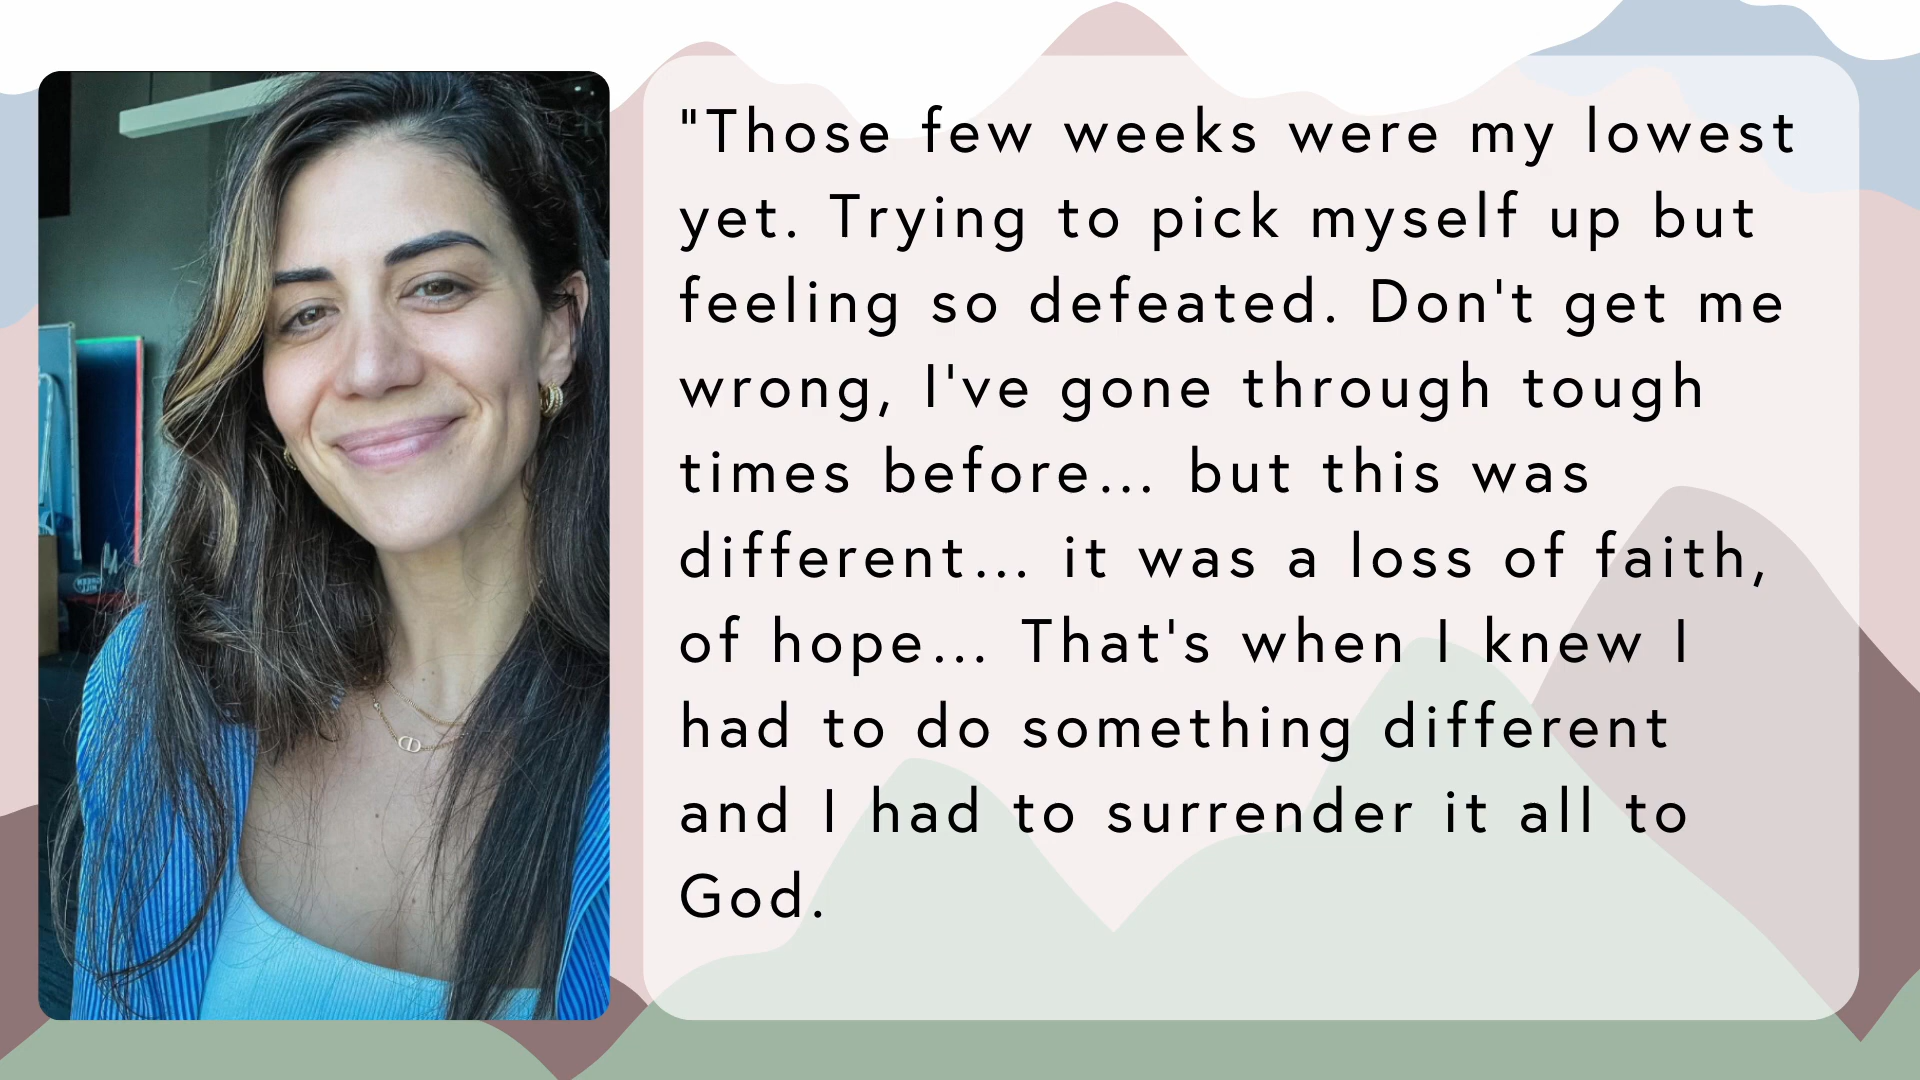 "Those few weeks were my lowest
yet. Trying to pick myself up but
feeling so defeated. Don't get me
wrong, I've gone through tough
times before... but this was
different... it was a loss of faith,
of hope... That's when I knew I
had to do something different
and I had to surrender it all to
God.